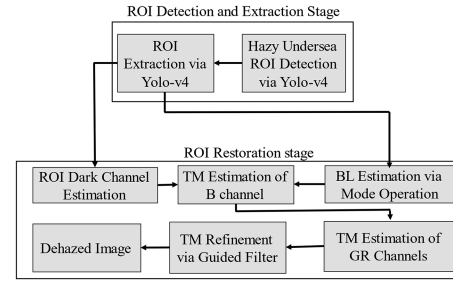 ROI Detection and Extraction Stage
ROI
Extraction via
Yolo-v4
Hazy Undersea
ROI Detection
via Yolo-v4
ROI Restoration stage
ROI Dark Channel
Estimation
TM Estimation of
B channel
BL Estimation via
Mode Operation
Dehazed Image
TM Refinement
via Guided Filter
TM Estimation of
GR Channels